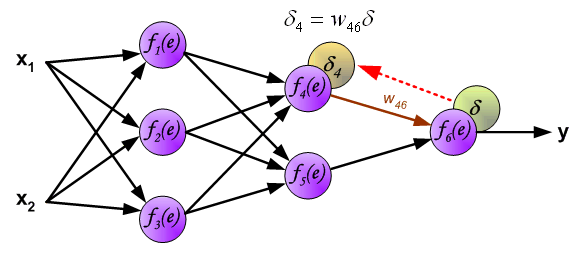 δ₄ = w₄₆δ
f₁(e)
x₁
δ₄
f₄(e)
w₄₆
δ
f₂(e)
f₆(e)
y
f₅(e)
x₂
f₃(e)